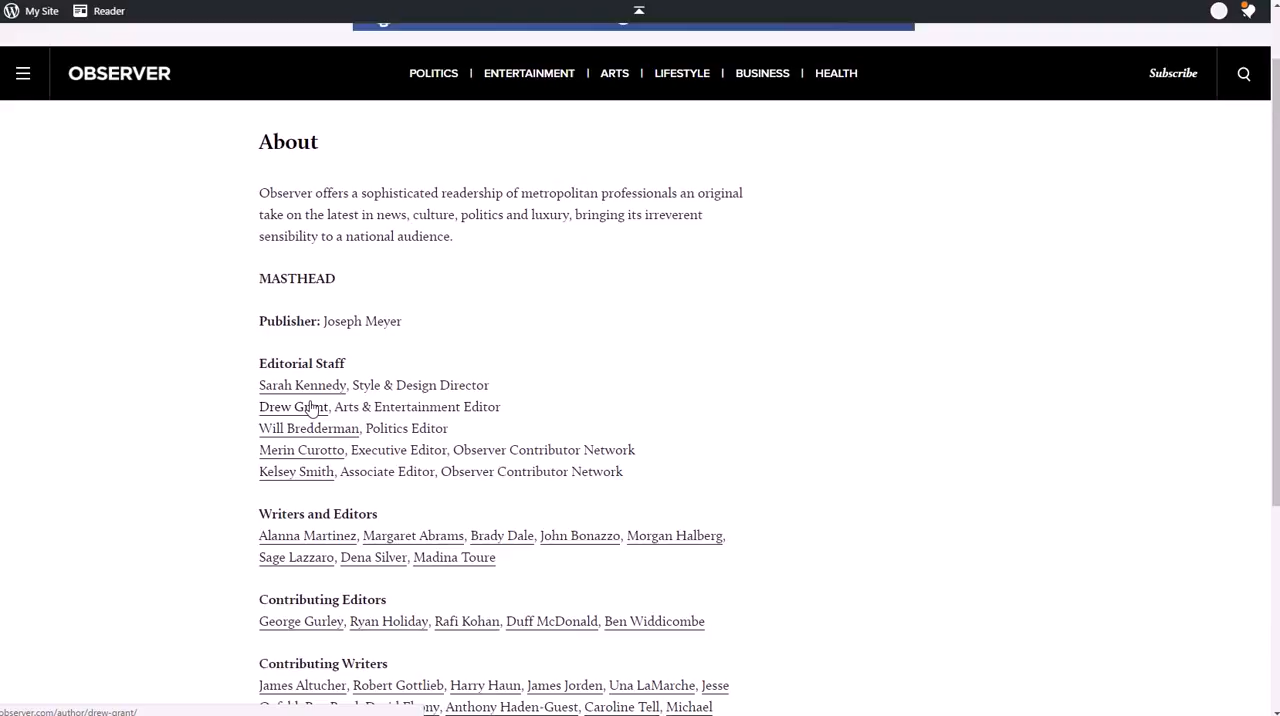 My Site Reader
OBSERVER
POLITICS | ENTERTAINMENT | ARTS | LIFESTYLE | BUSINESS | HEALTH
Subscribe
About
Observer offers a sophisticated readership of metropolitan professionals an original
take on the latest in news, culture, politics and luxury, bringing its irreverent
sensibility to a national audience.
MASTHEAD
Publisher: Joseph Meyer
Editorial Staff
Sarah Kennedy, Style & Design Director
Drew Grant, Arts & Entertainment Editor
Will Bredderman, Politics Editor
Merin Curotto, Executive Editor, Observer Contributor Network
Kelsey Smith, Associate Editor, Observer Contributor Network
Writers and Editors
Alanna Martinez, Margaret Abrams, Brady Dale, John Bonazzo, Morgan Halberg,
Sage Lazzaro, Dena Silver, Madina Toure
Contributing Editors
George Gurley, Ryan Holiday, Rafi Kohan, Duff McDonald, Ben Widdicombe
Contributing Writers
James Altucher, Robert Gottlieb, Harry Haun, James Jorden, Una LaMarche, Jesse
Anthony Haden-Guest, Caroline Tell, Michael
observer.com/author/drew-grant/